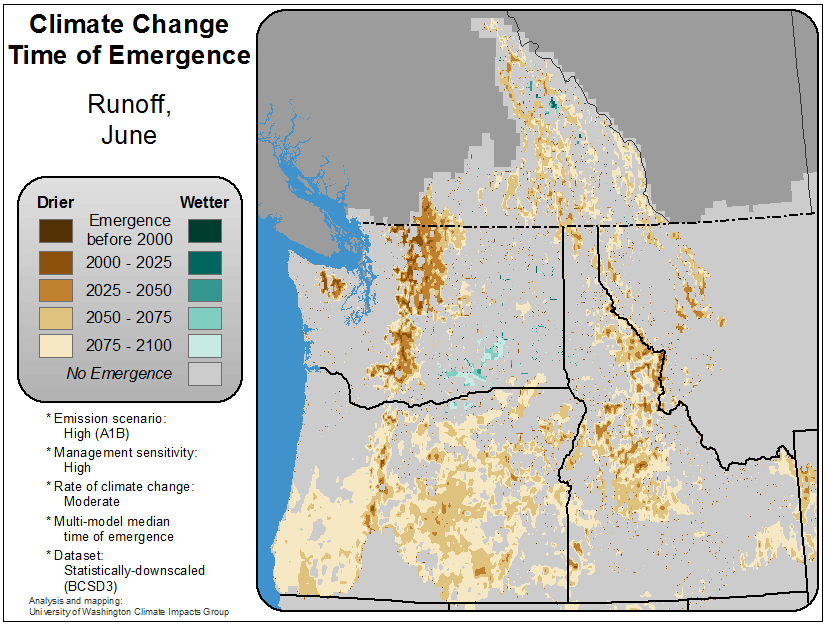 Climate Change
Time of Emergence
Runoff,
June
Drier Wetter
Emergence
before 2000
2000 - 2025
2025 - 2050
2050 - 2075
2075 - 2100
No Emergence
* Emission scenario:
High (A1B)
* Management sensitivity:
High
* Rate of climate change:
Moderate
* Multi-model median
time of emergence
* Dataset:
Statistically-downscaled
(BCSD3)
Analysis and mapping:
University of Washington Climate Impacts Group